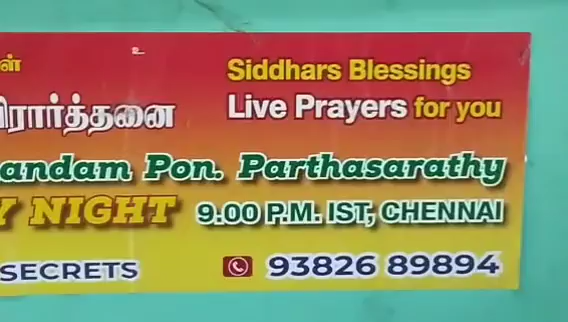 ள் உ Siddhars Blessings
பிரார்த்தனை Live Prayers for you
andam Pon. Parthasarathy
Y NIGHT 9.00 P.M. IST, CHENNAI
SECRETS 93826 89894